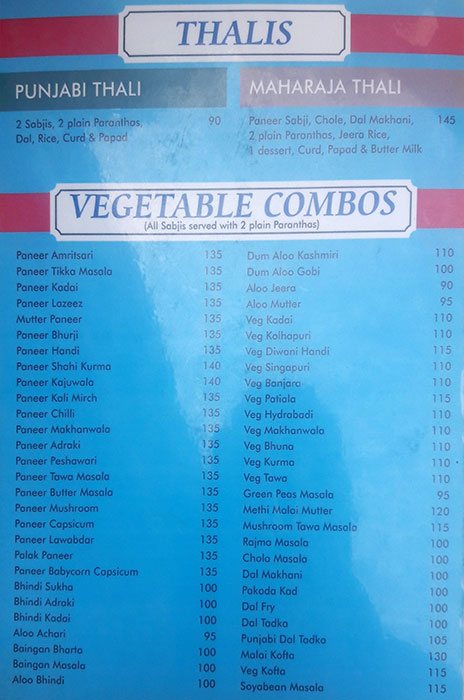 THALIS
PUNJABI THALI
2 Sabjis, 2 plain Paranthas, 90
Dal, Rice, Curd & Papad
MAHARAJA THALI
Paneer Sabji, Chole, Dal Makhani, 145
2 plain Paranthas, Jeera Rice,
1 dessert, Curd, Papad & Butter Milk
VEGETABLE COMBOS
(All Sabjis served with 2 plain Paranthas)
Paneer Amritsari 135
Paneer Tikka Masala 135
Paneer Kadai 135
Paneer Lazeez 135
Mutter Paneer 135
Paneer Bhurji 135
Paneer Handi 135
Paneer Shahi Kurma 140
Paneer Kajuwala 140
Paneer Kali Mirch 135
Paneer Chilli 135
Paneer Makhanwala 135
Paneer Adraki 135
Paneer Peshawari 135
Paneer Tawa Masala 135
Paneer Butter Masala 135
Paneer Mushroom 135
Paneer Capsicum 135
Paneer Lawabdar 135
Palak Paneer 135
Paneer Babycorn Capsicum 135
Bhindi Sukha 100
Bhindi Adraki 100
Bhindi Kadai 100
Aloo Achari 95
Baingan Bharta 100
Baingan Masala 100
Aloo Bhindi 100
Dum Aloo Kashmiri 110
Dum Aloo Gobi 100
Aloo Jeera 90
Aloo Mutter 95
Veg Kadai 110
Veg Kolhapuri 110
Veg Diwani Handi 115
Veg Singapuri 110
Veg Banjara 110
Veg Patiala 115
Veg Hydrabadi 110
Veg Makhanwala 110
Veg Bhuna 110
Veg Kurma 110
Veg Tawa 110
Green Peas Masala 95
Methi Malai Mutter 120
Mushroom Tawa Masala 115
Rajma Masala 100
Chola Masala 100
Dal Makhani 100
Pakoda Kad 100
Dal Fry 100
Dal Tadka 100
Punjabi Dal Tadka 105
Malai Kofta 130
Veg Kofta 115
Soyabean Masala 115